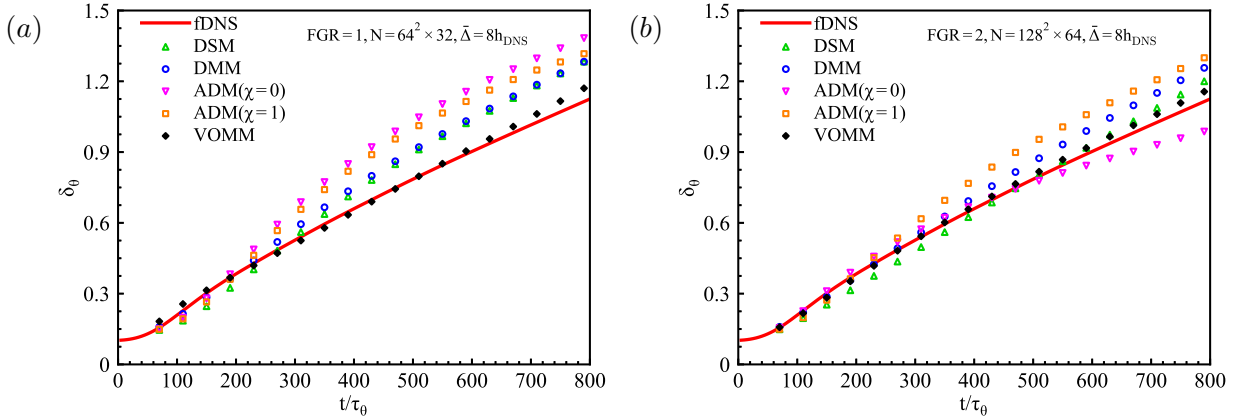 (a)
fDNS
DSM
DMM
ADM(χ=0)
ADM(χ=1)
VOMM
FGR=1, N=64²×32, Δ̄=8h_DNS
1.5
1.2
0.9
0.6
0.3
0
δ_θ
0 100 200 300 400 500 600 700 800
t/τ_θ
(b)
fDNS
DSM
DMM
ADM(χ=0)
ADM(χ=1)
VOMM
FGR=2, N=128²×64, Δ̄=8h_DNS
1.5
1.2
0.9
0.6
0.3
0
δ_θ
0 100 200 300 400 500 600 700 800
t/τ_θ